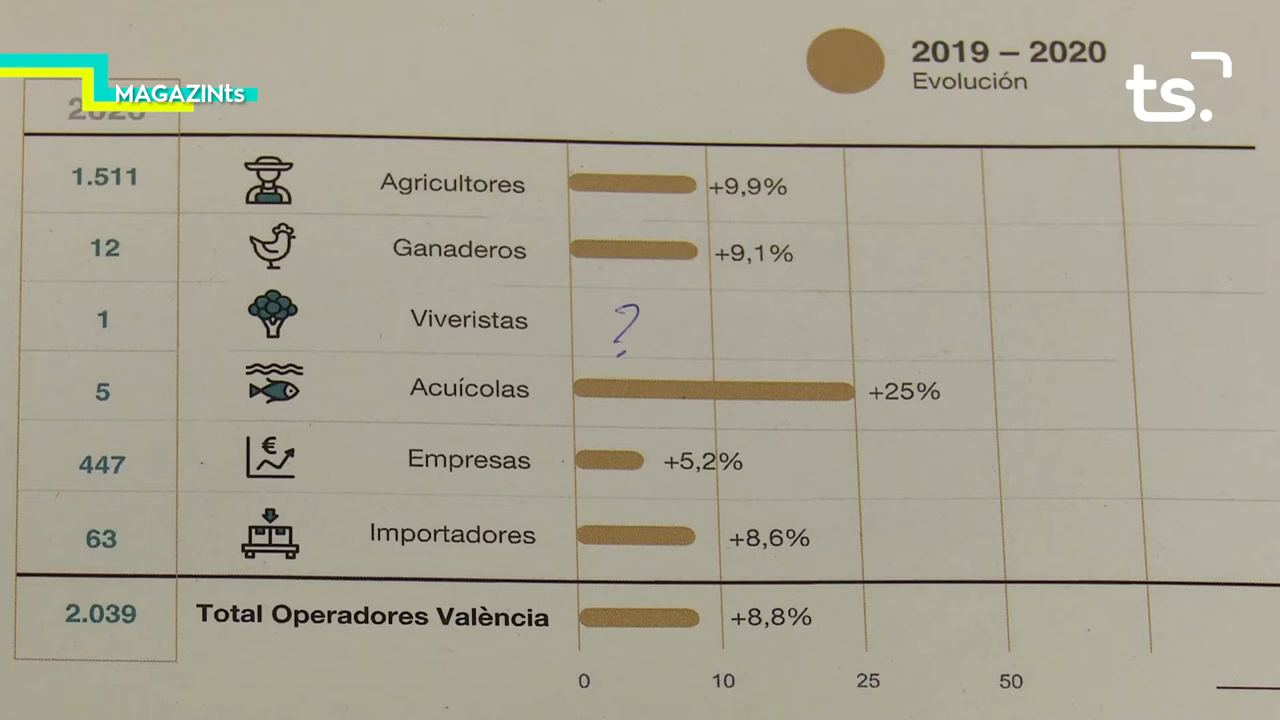 MAGAZINts
ts.
2019 – 2020
Evolución
2020
1.511 Agricultores +9,9%
12 Ganaderos +9,1%
1 Viveristas ?
5 Acuícolas +25%
€
447 Empresas +5,2%
63 Importadores +8,6%
2.039 Total Operadores València +8,8%
0 10 25 50